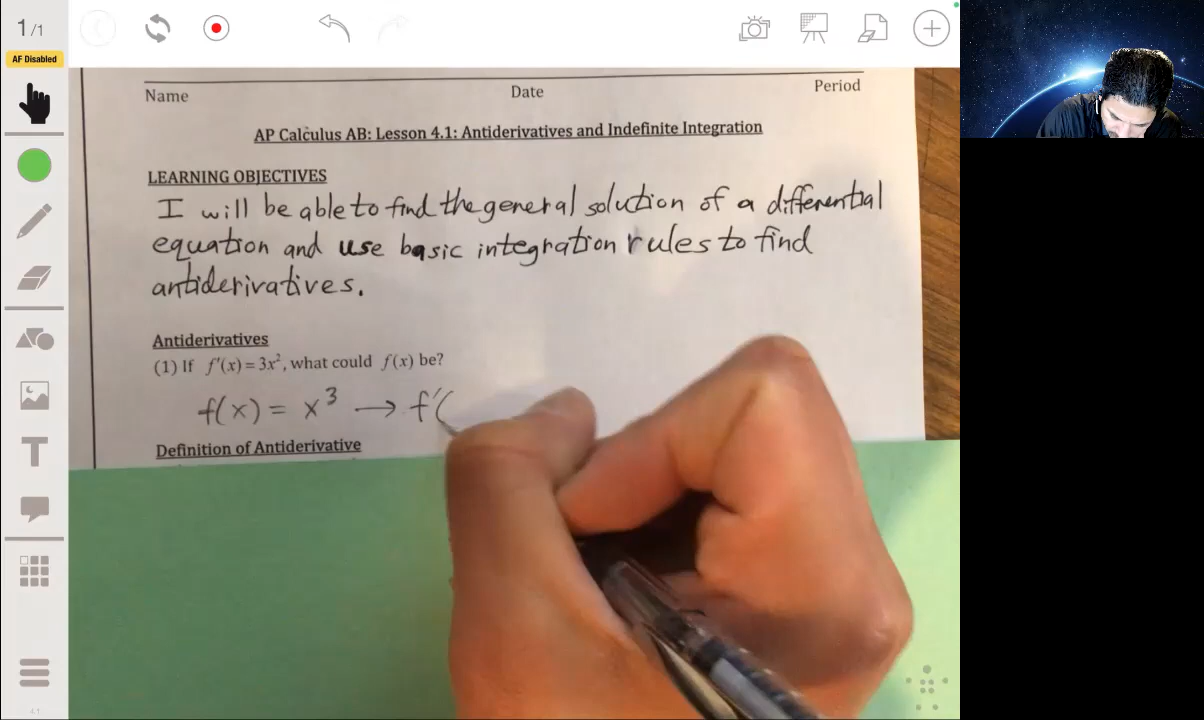 1/1
AF Disabled
Name Date Period
AP Calculus AB: Lesson 4.1: Antiderivatives and Indefinite Integration
LEARNING OBJECTIVES
I will be able to find the general solution of a differential
equation and use basic integration rules to find
antiderivatives.
Antiderivatives
(1) If f'(x) = 3x², what could f(x) be?
f(x) = x³ → f'(
Definition of Antiderivative
T
4.1